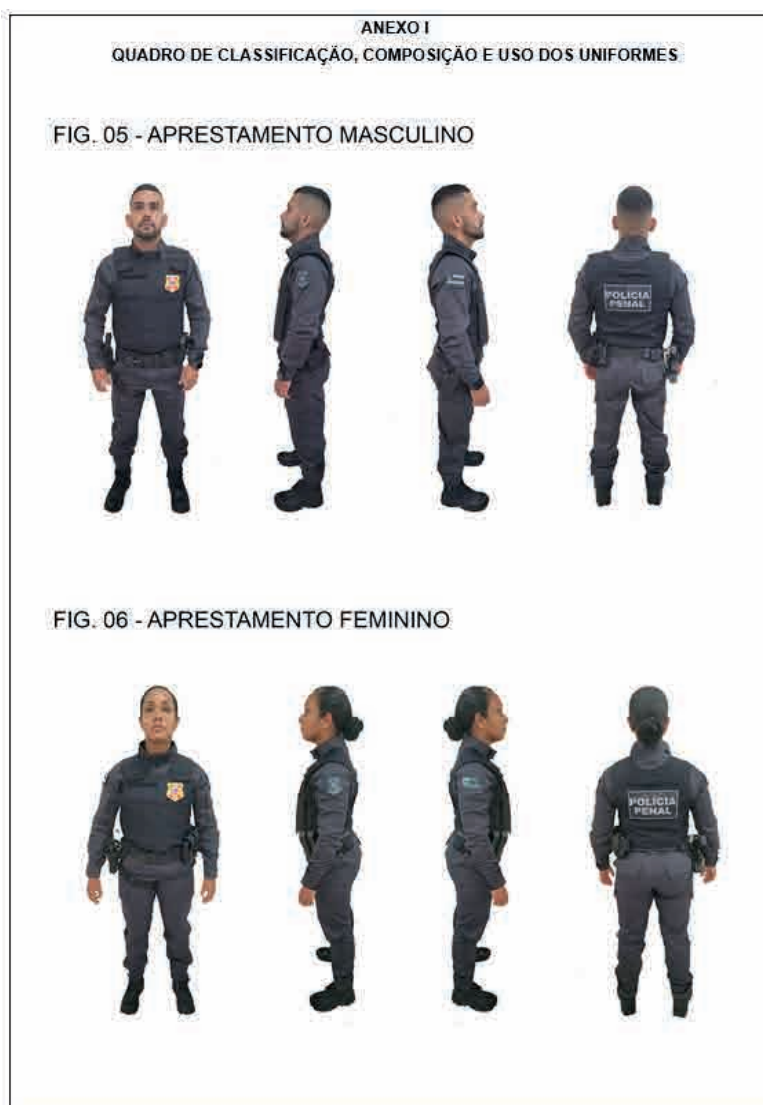 ANEXO I
QUADRO DE CLASSIFICAÇÃO, COMPOSIÇÃO E USO DOS UNIFORMES
FIG. 05 - APRESTAMENTO MASCULINO
POLÍCIA
PENAL
FIG. 06 - APRESTAMENTO FEMININO
POLÍCIA
PENAL